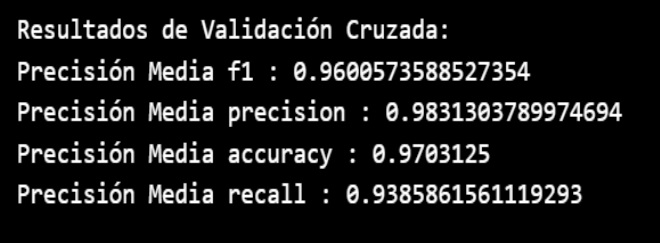 Resultados de Validación Cruzada:
Precisión Media f1 : 0.9600573588527354
Precisión Media precision : 0.9831303789974694
Precisión Media accuracy : 0.9703125
Precisión Media recall : 0.9385861561119293